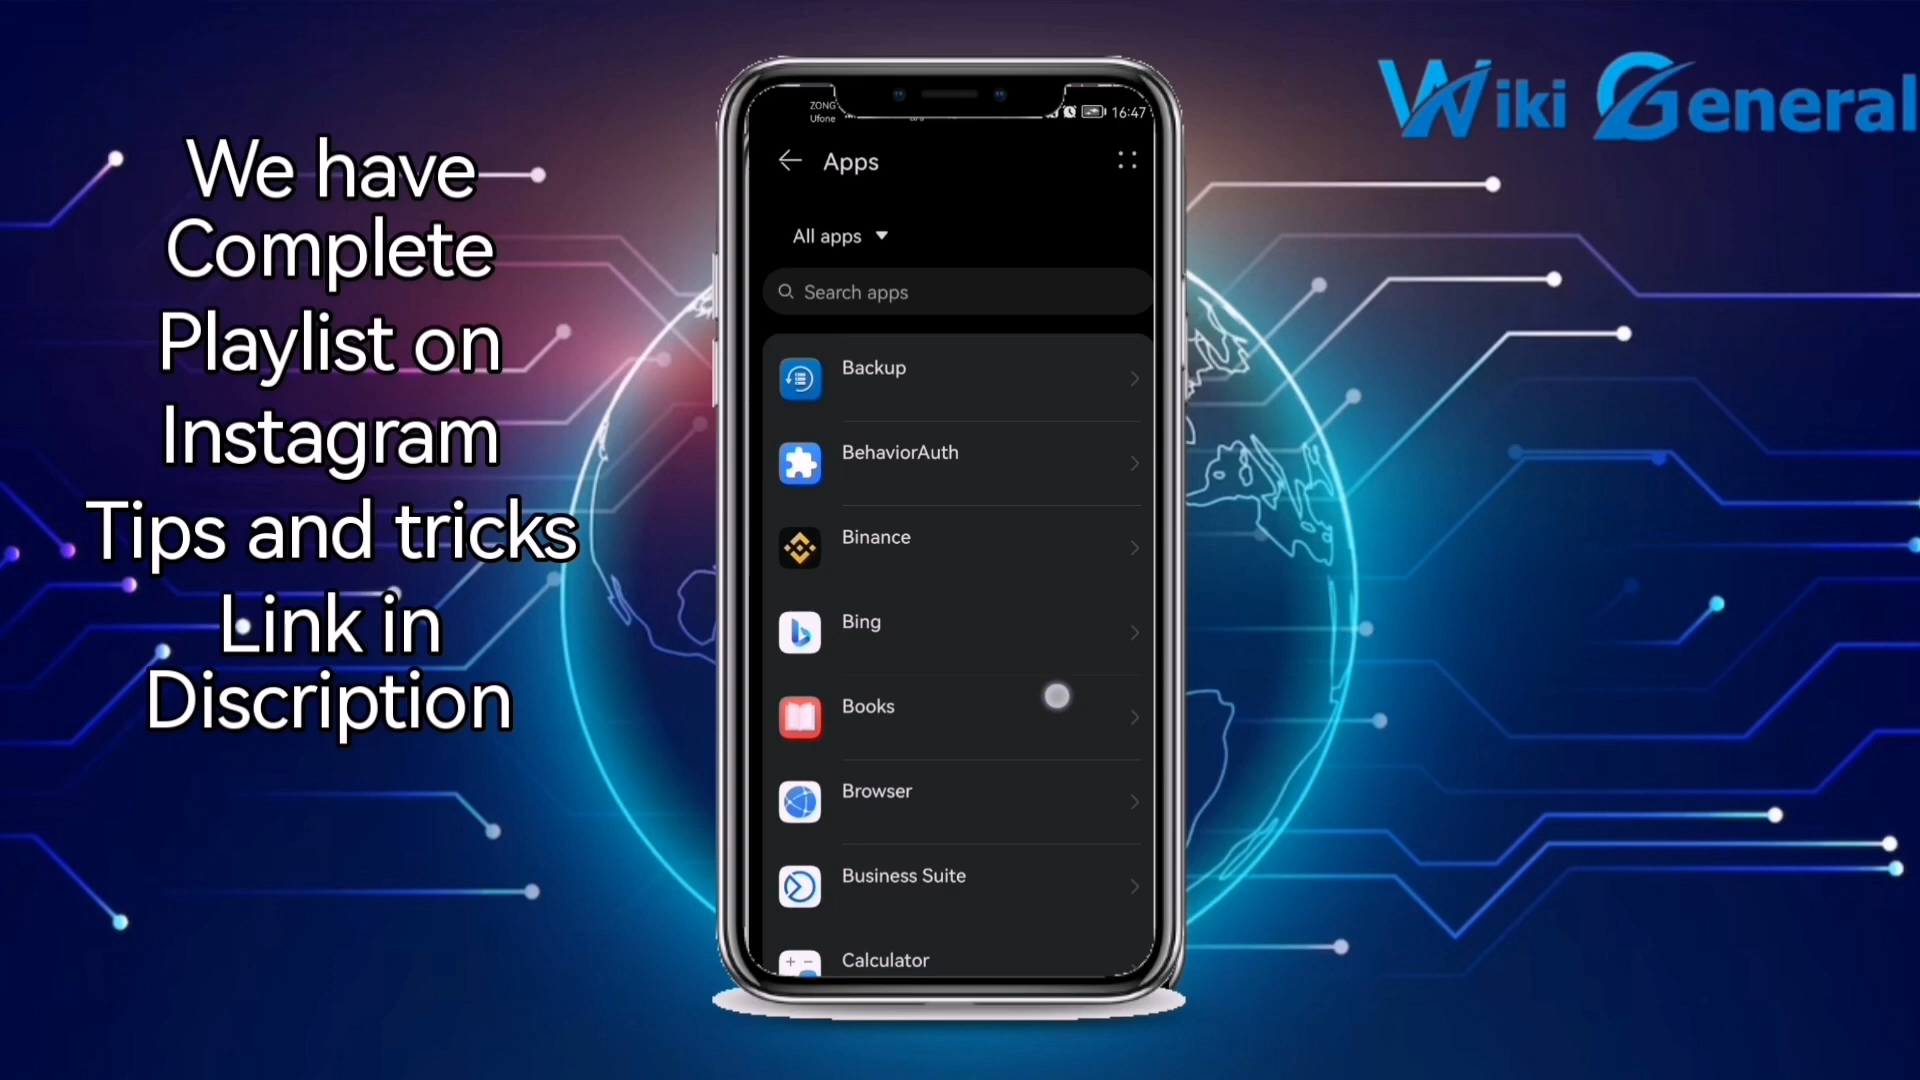 We have
Complete
Playlist on
Instagram
Tips and tricks
Link in
Discription
ZONG
Ufone
16:47
Apps
All apps
Search apps
Backup
BehaviorAuth
Binance
Bing
Books
Browser
Business Suite
Calculator
Wiki General